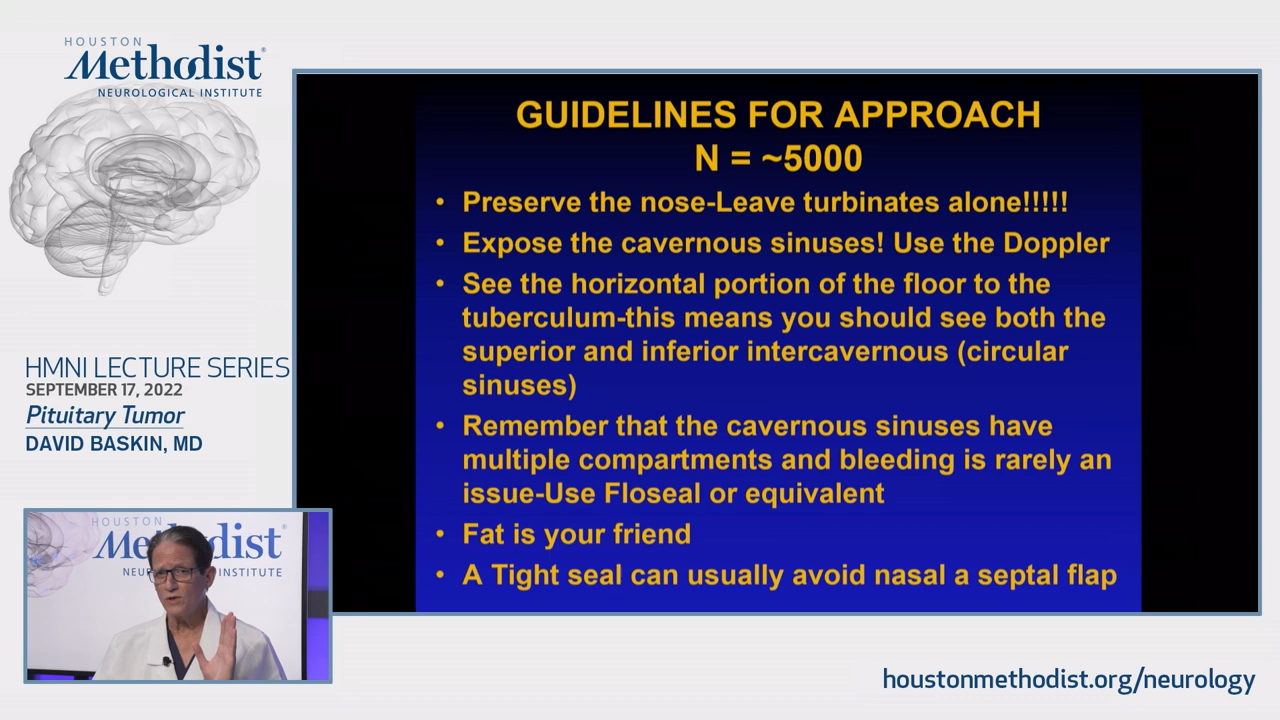 HOUSTON
Methodist®
NEUROLOGICAL INSTITUTE
HMNI LECTURE SERIES
SEPTEMBER 17, 2022
Pituitary Tumor
DAVID BASKIN, MD
GUIDELINES FOR APPROACH
N = ~5000
• Preserve the nose-Leave turbinates alone!!!!!
• Expose the cavernous sinuses! Use the Doppler
• See the horizontal portion of the floor to the
tuberculum-this means you should see both the
superior and inferior intercavernous (circular
sinuses)
• Remember that the cavernous sinuses have
multiple compartments and bleeding is rarely an
issue-Use Floseal or equivalent
• Fat is your friend
• A Tight seal can usually avoid nasal a septal flap
HOUSTON
INSTITUTE
houstonmethodist.org/neurology